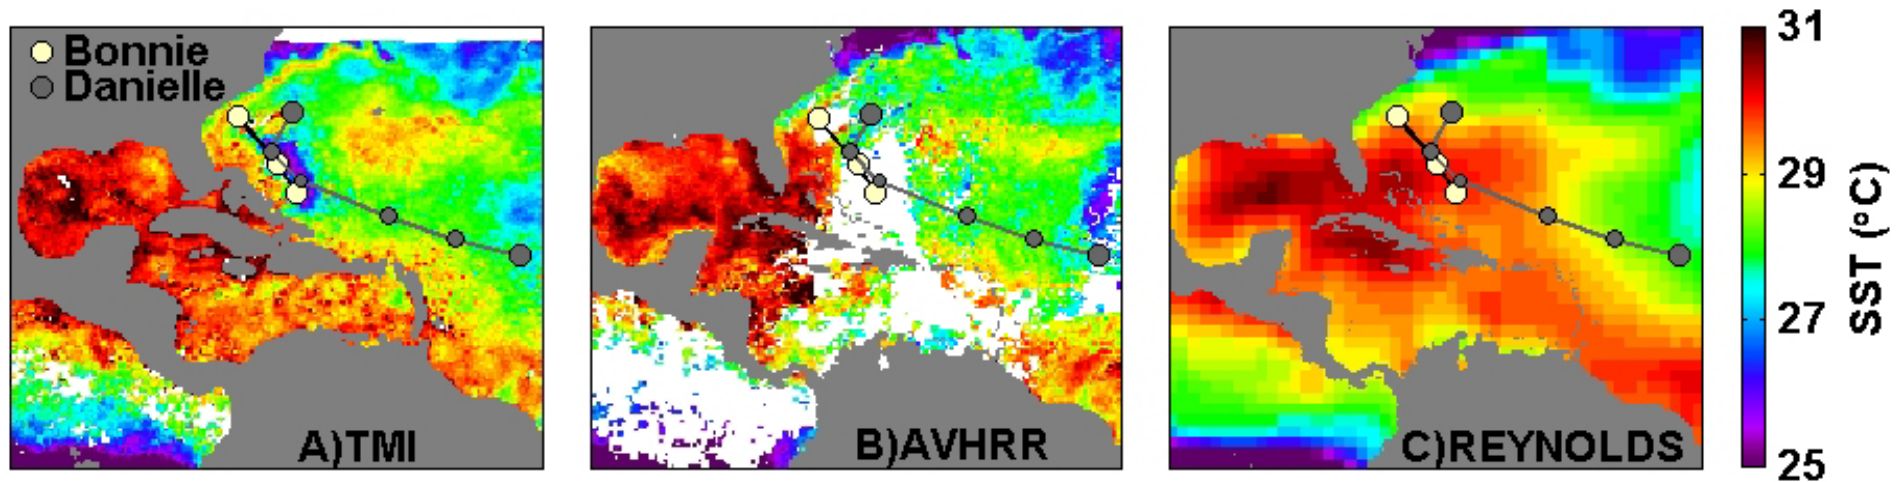 Bonnie
Danielle
A)TMI
B)AVHRR
C)REYNOLDS
31
29
27
25
SST (°C)